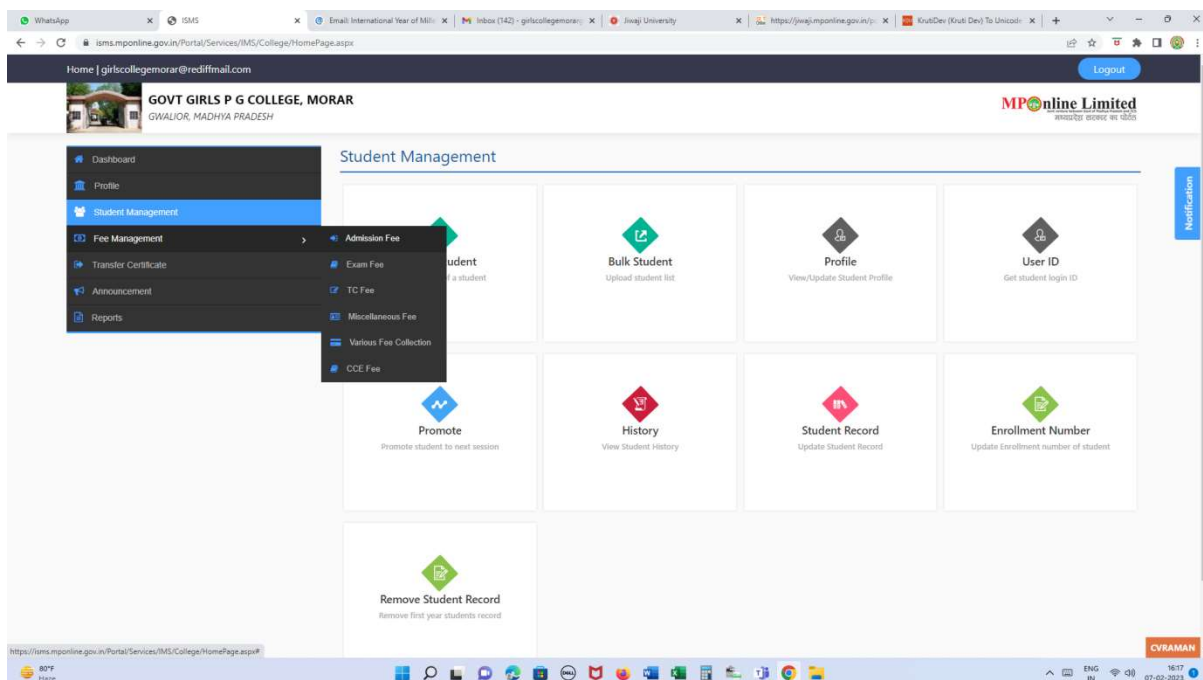 WhatsApp
ISMS
Email: International Year of Mille
Inbox (142) - girlscollegemorar@
Jiwaji University
https://jiwaji.mponline.gov.in/p
KrutiDev (Kruti Dev) To Unicode
isms.mponline.gov.in/Portal/Services/IMS/College/HomePage.aspx
Home | girlscollegemorar@rediffmail.com
Logout
GOVT GIRLS P G COLLEGE, MORAR
GWALIOR, MADHYA PRADESH
MPOnline Limited
मध्यप्रदेश सरकार का पोर्टल
Dashboard
Profile
Student Management
Fee Management
Transfer Certificate
Announcement
Reports
Admission Fee
Exam Fee
TC Fee
Miscellaneous Fee
Various Fee Collection
CCE Fee
Student Management
Notification
udent
f a student
Bulk Student
Upload student list
Profile
View/Update Student Profile
User ID
Get student login ID
Promote
Promote student to next session
History
View Student History
Student Record
Update Student Record
Enrollment Number
Update Enrollment number of student
Remove Student Record
Remove first year students record
https://isms.mponline.gov.in/Portal/Services/IMS/College/HomePage.aspx#
CVRAMAN
80°F
Haze
ENG
IN
16:17
07-02-2023